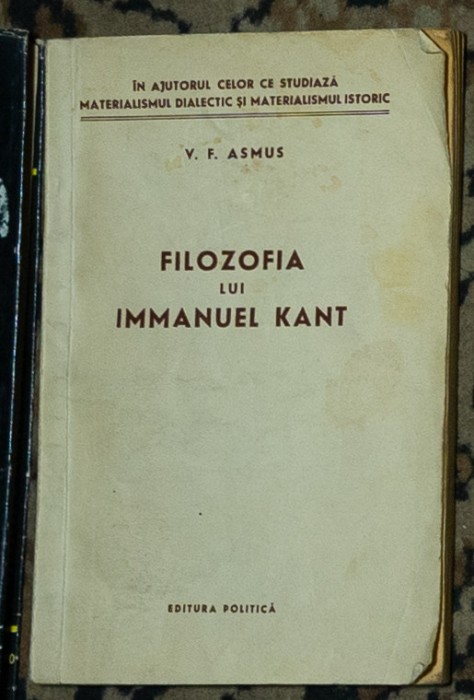 ÎN AJUTORUL CELOR CE STUDIAZĂ
MATERIALISMUL DIALECTIC ȘI MATERIALISMUL ISTORIC
V. F. ASMUS
FILOZOFIA
LUI
IMMANUEL KANT
EDITURA POLITICĂ